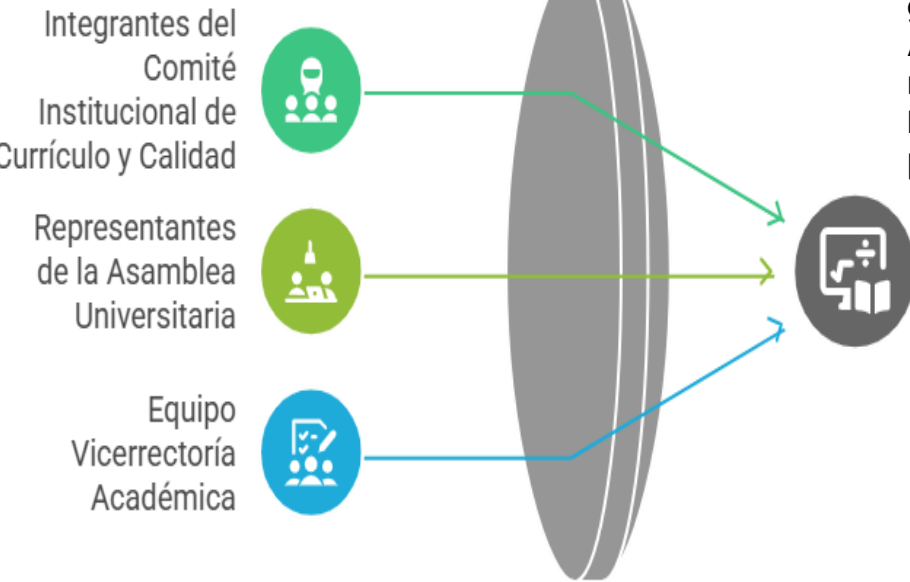 Integrantes del
Comité
Institucional de
Currículo y Calidad
Representantes
de la Asamblea
Universitaria
Equipo
Vicerrectoría
Académica